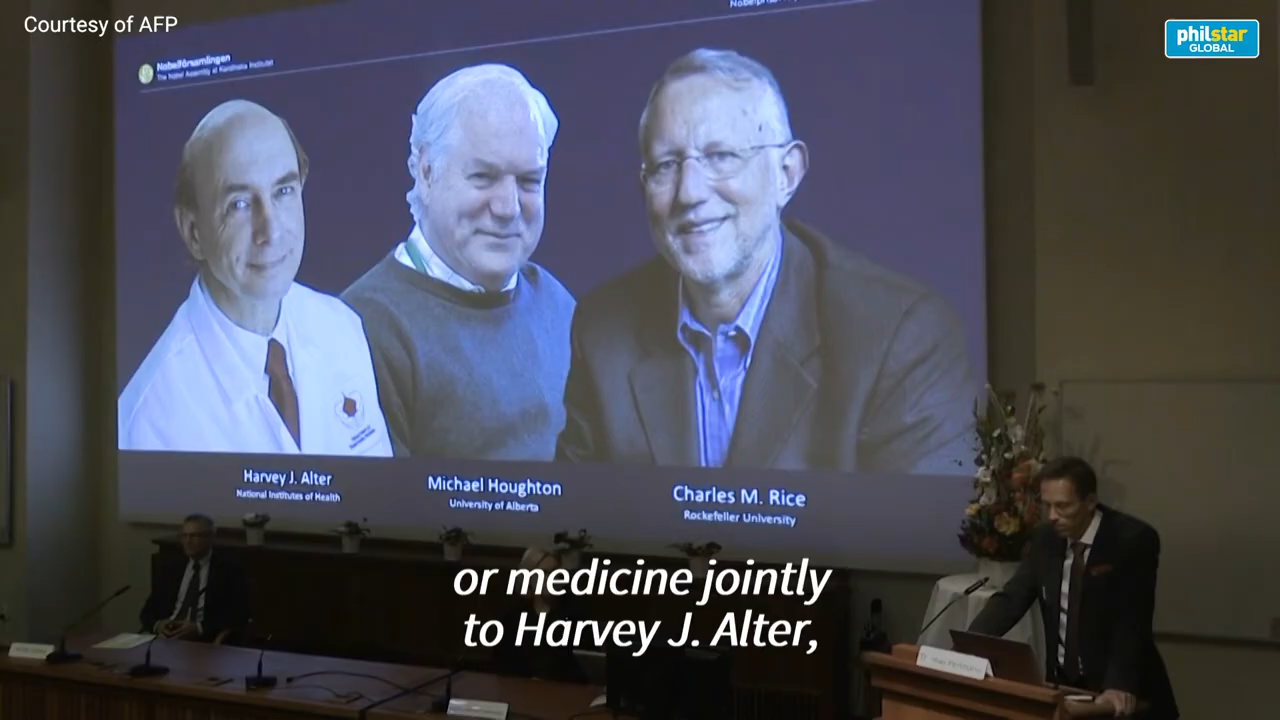 Courtesy of AFP
philstar
GLOBAL
Nobelförsamlingen
The Nobel Assembly at Karolinska Institutet
Harvey J. Alter
National Institutes of Health
Michael Houghton
University of Alberta
Charles M. Rice
Rockefeller University
or medicine jointly
to Harvey J. Alter,